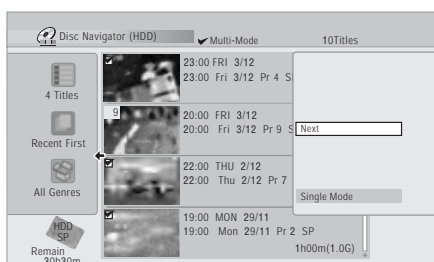 Disc Navigator (HDD)
Multi-Mode
10Titles
4 Titles
Recent First
All Genres
HDD
SP
Remain
30h30m
23:00 FRI 3/12
23:00 Fri 3/12 Pr 4 S
9
20:00 FRI 3/12
20:00 Fri 3/12 Pr 9 S
22:00 THU 2/12
22:00 Thu 2/12 Pr 7
19:00 MON 29/11
19:00 Mon 29/11 Pr 2 SP
1h00m(1.0G)
Next
Single Mode